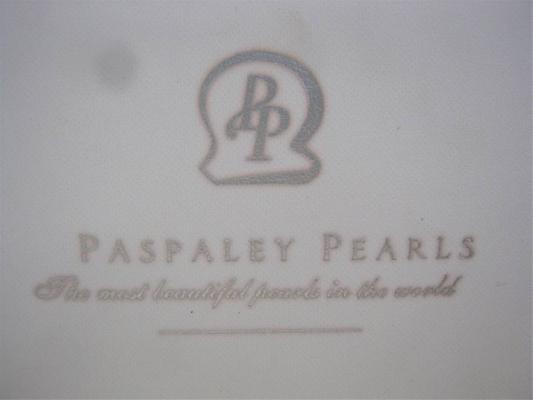 PP
PASPALEY PEARLS
The most beautiful pearls in the world